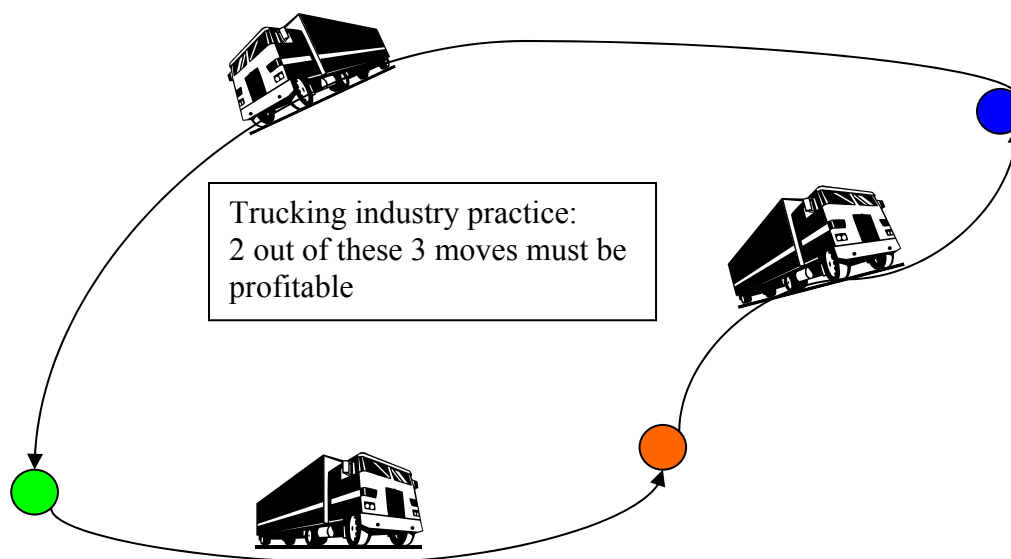 Trucking industry practice:
2 out of these 3 moves must be
profitable